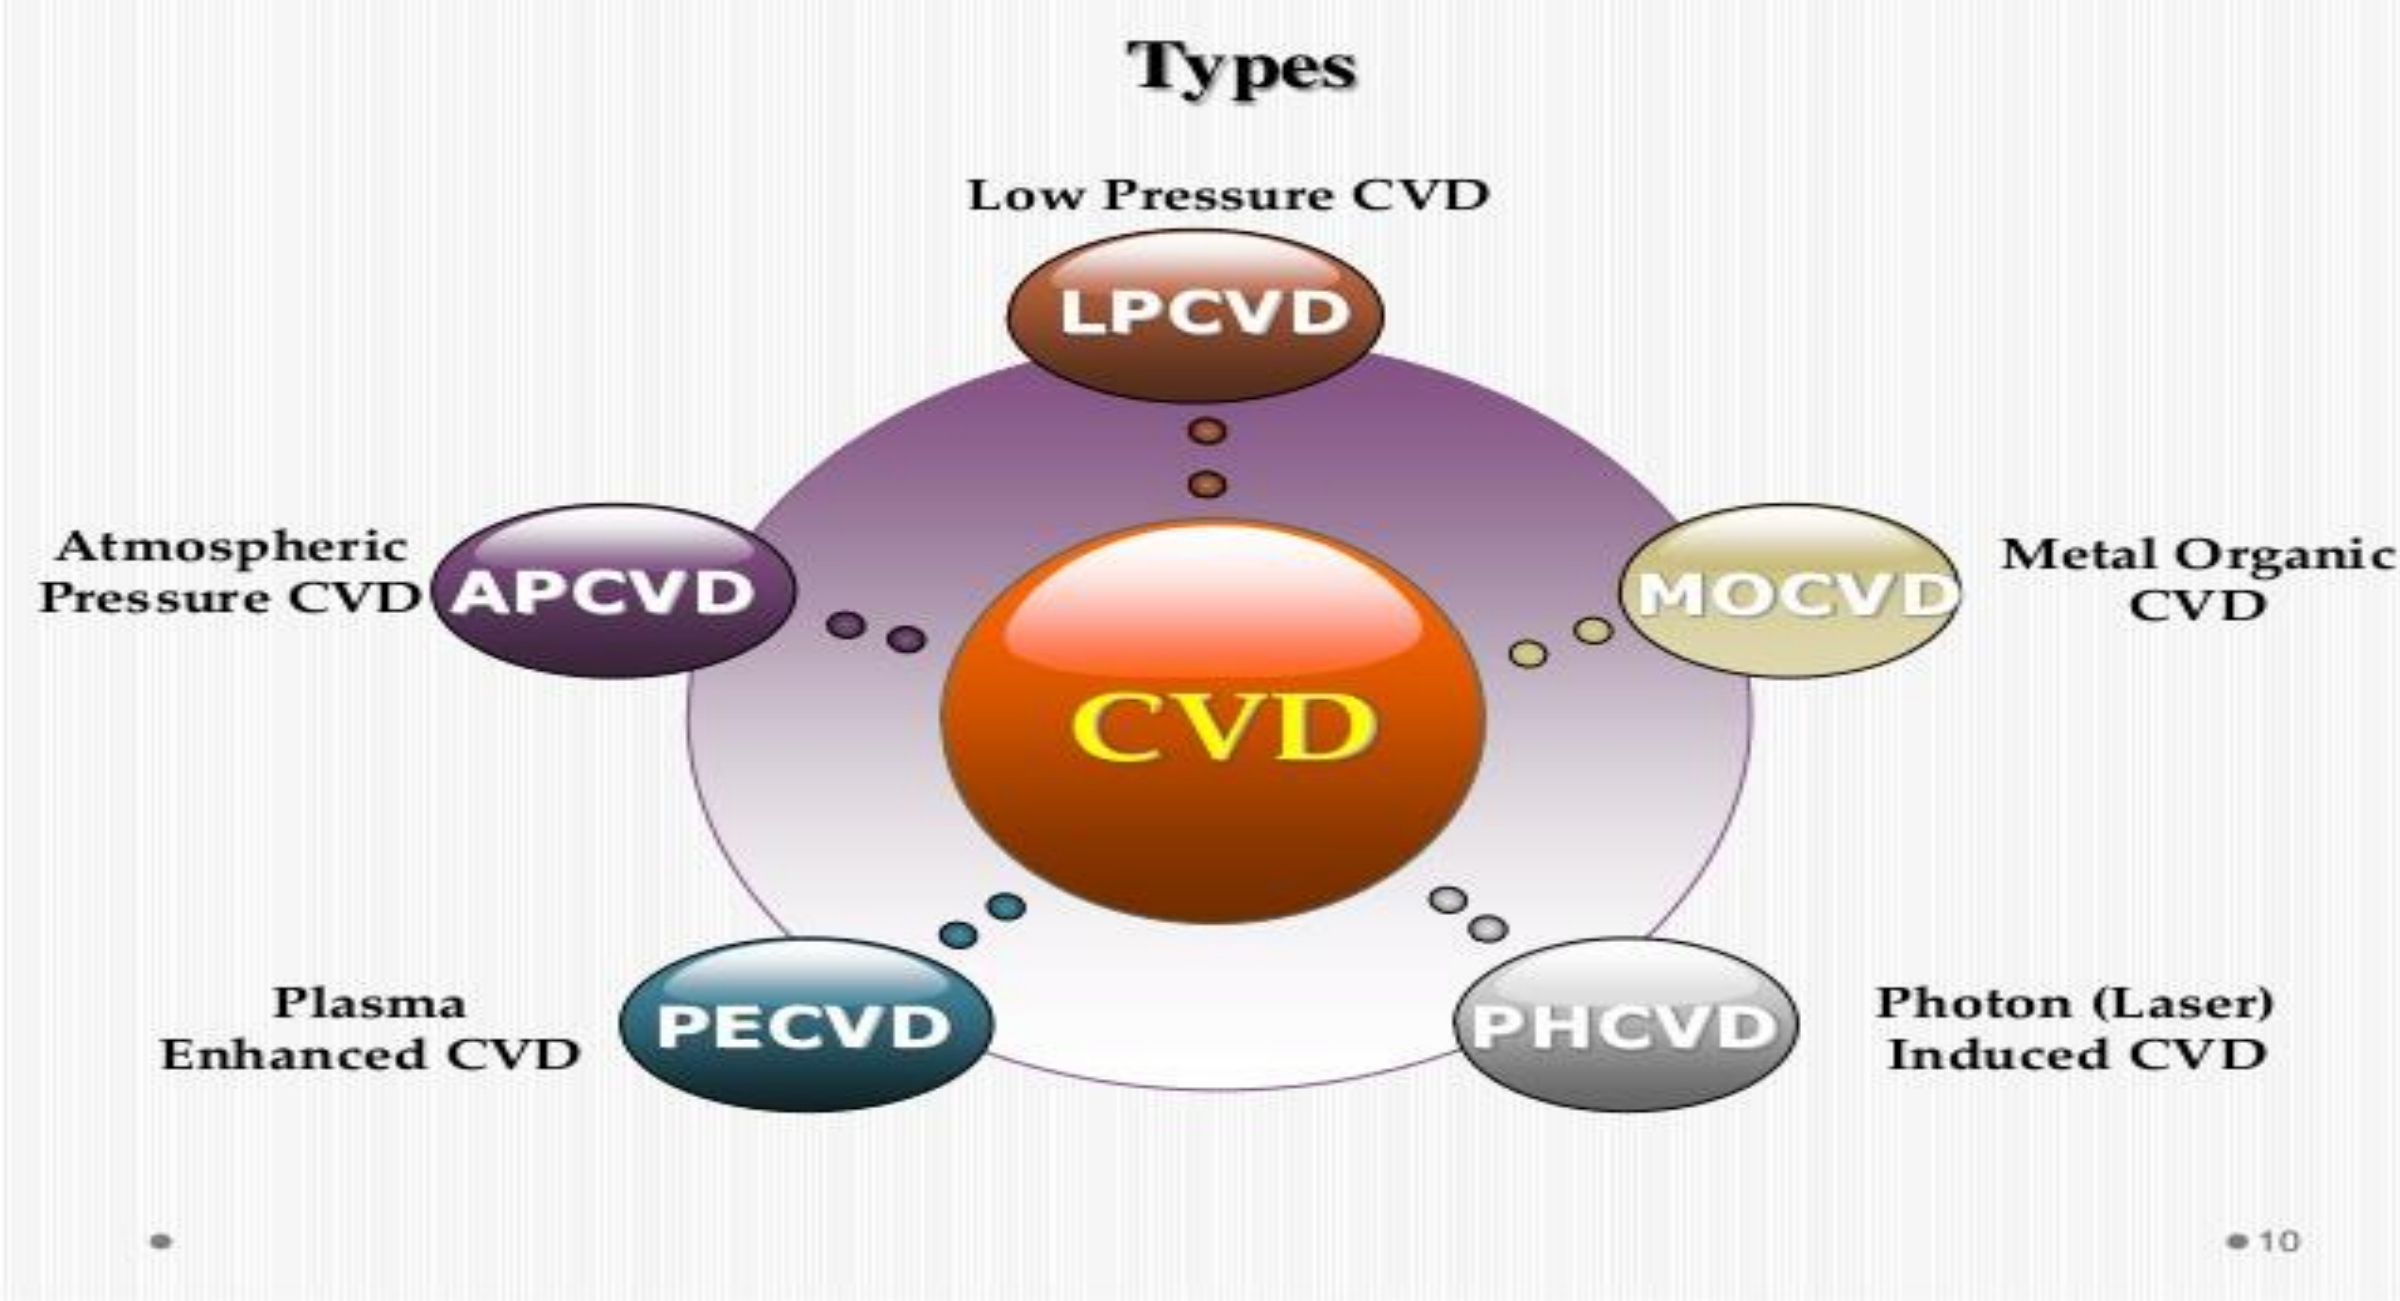 Types
Low Pressure CVD
LPCVD
Atmospheric
Pressure CVD
APCVD
MOCVD
Metal Organic
CVD
CVD
Plasma
Enhanced CVD
PECVD
PHCVD
Photon (Laser)
Induced CVD
10